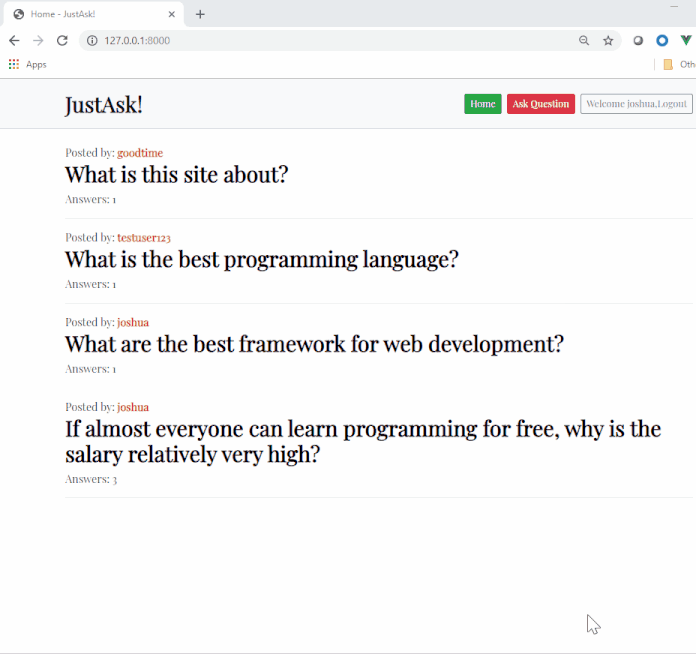 Home - JustAsk!
127.0.0.1:8000
Apps
Oth
JustAsk!
Home
Ask Question
Welcome joshua,Logout
Posted by: goodtime
What is this site about?
Answers: 1
Posted by: testuser123
What is the best programming language?
Answers: 1
Posted by: joshua
What are the best framework for web development?
Answers: 1
Posted by: joshua
If almost everyone can learn programming for free, why is the
salary relatively very high?
Answers: 3